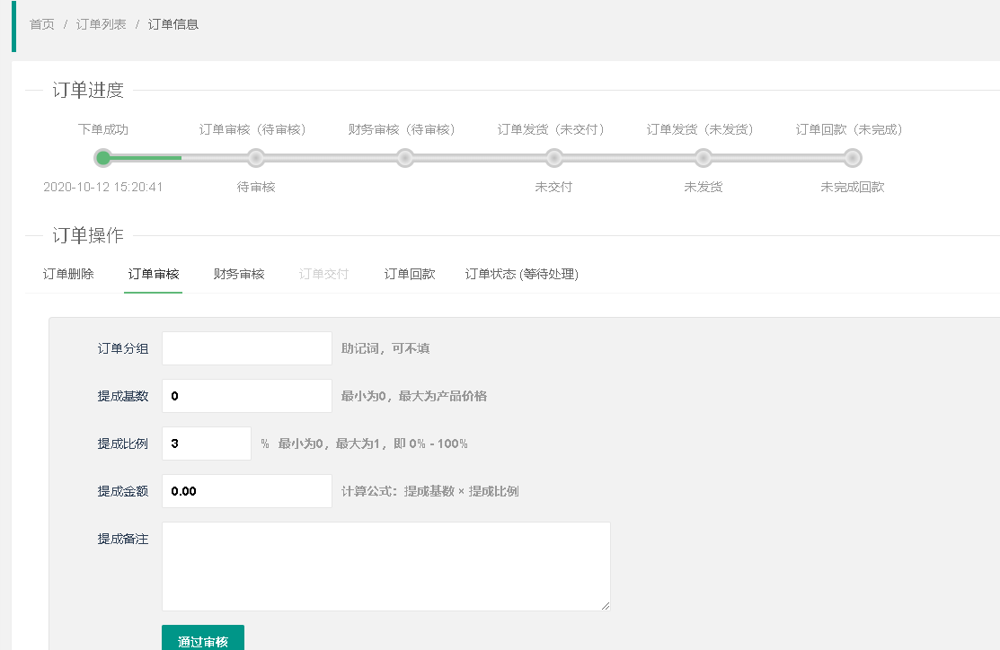 首页 / 订单列表 / 订单信息
订单进度
下单成功 订单审核（待审核） 财务审核（待审核） 订单发货（未交付） 订单发货（未发货） 订单回款（未完成）
2020-10-12 15:20:41 待审核 未交付 未发货 未完成回款
订单操作
订单删除 订单审核 财务审核 订单交付 订单回款 订单状态 (等待处理)
订单分组 助记词，可不填
提成基数 0 最小为0，最大为产品价格
提成比例 3 % 最小为0，最大为1，即 0% - 100%
提成金额 0.00 计算公式：提成基数 × 提成比例
提成备注
通过审核